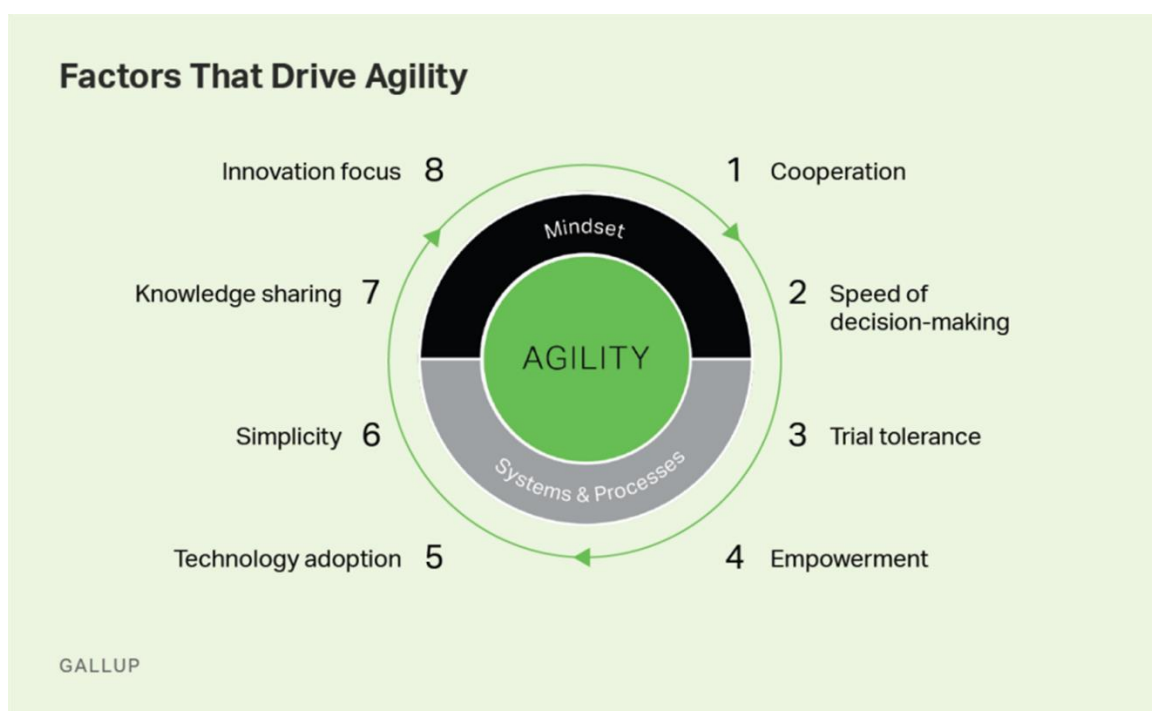 Factors That Drive Agility
Innovation focus 8
1 Cooperation
Mindset
Knowledge sharing 7
2 Speed of
decision-making
AGILITY
Simplicity 6
3 Trial tolerance
Systems & Processes
Technology adoption 5
4 Empowerment
GALLUP